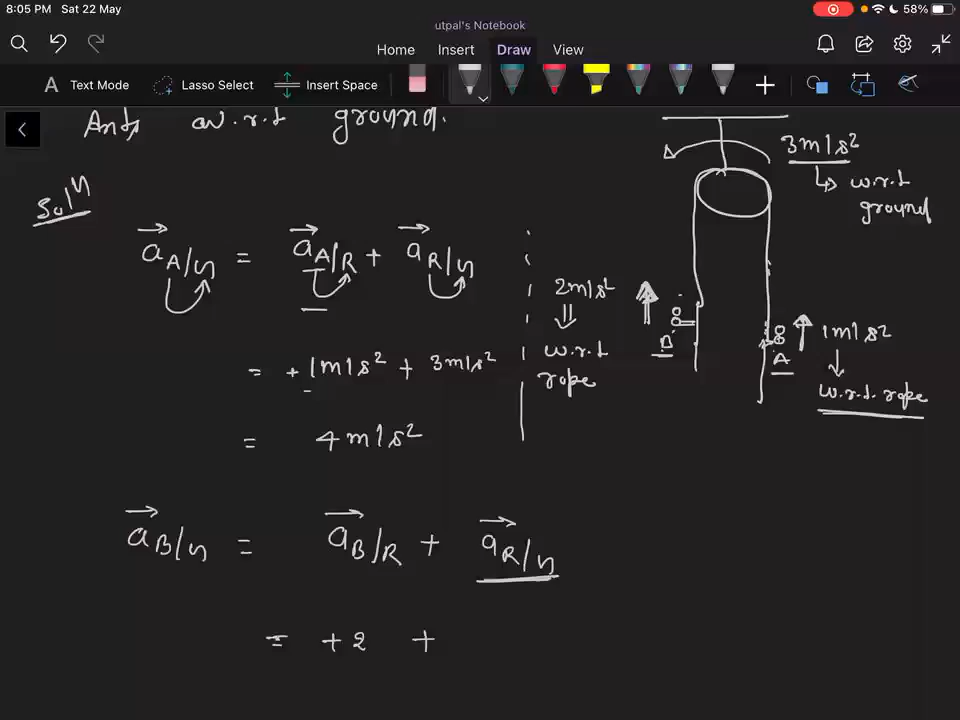 8:05 PM Sat 22 May
58%
utpal's Notebook
Home Insert Draw View
A Text Mode Lasso Select Insert Space
Ants w.r.t ground.
Solⁿ
a A/G = a A/R + a R/G
= +1m/s² + 3m/s²
= 4m/s²
a B/G = a B/R + a R/G
= +2 +
2m/s²
w.r.t
rope
B
3m/s²
w.r.t
ground
A
1m/s²
w.r.t. rope